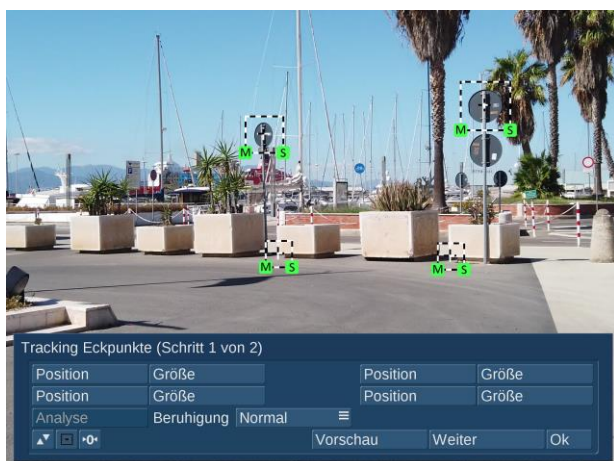 M S
M S
M S
M S
Tracking Eckpunkte (Schritt 1 von 2)
Position Größe Position Größe
Position Größe Position Größe
Analyse Beruhigung Normal
0 Vorschau Weiter Ok